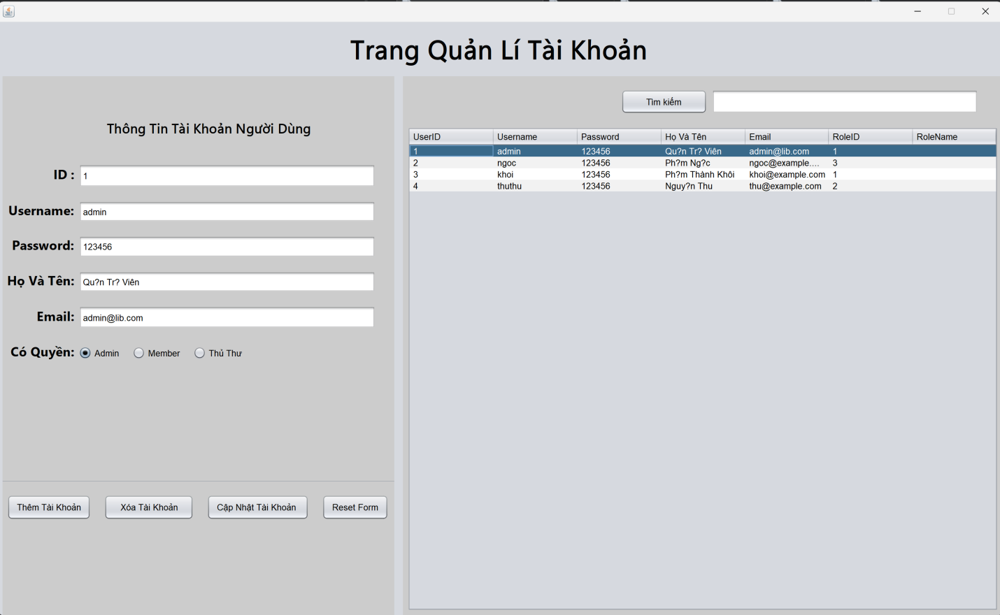 Trang Quản Lí Tài Khoản
Thông Tin Tài Khoản Người Dùng
ID : 1
Username: admin
Password: 123456
Họ Và Tên: Qu?n Tr? Viên
Email: admin@lib.com
Có Quyền: Admin Member Thủ Thư
Thêm Tài Khoản Xóa Tài Khoản Cập Nhật Tài Khoản Reset Form
Tìm kiếm
UserID Username Password Họ Và Tên Email RoleID RoleName
1 admin 123456 Qu?n Tr? Viên admin@lib.com 1
2 ngoc 123456 Ph?m Ng?c ngoc@example.... 3
3 khoi 123456 Ph?m Thành Khôi khoi@example.com 1
4 thuthu 123456 Nguy?n Thu thu@example.com 2